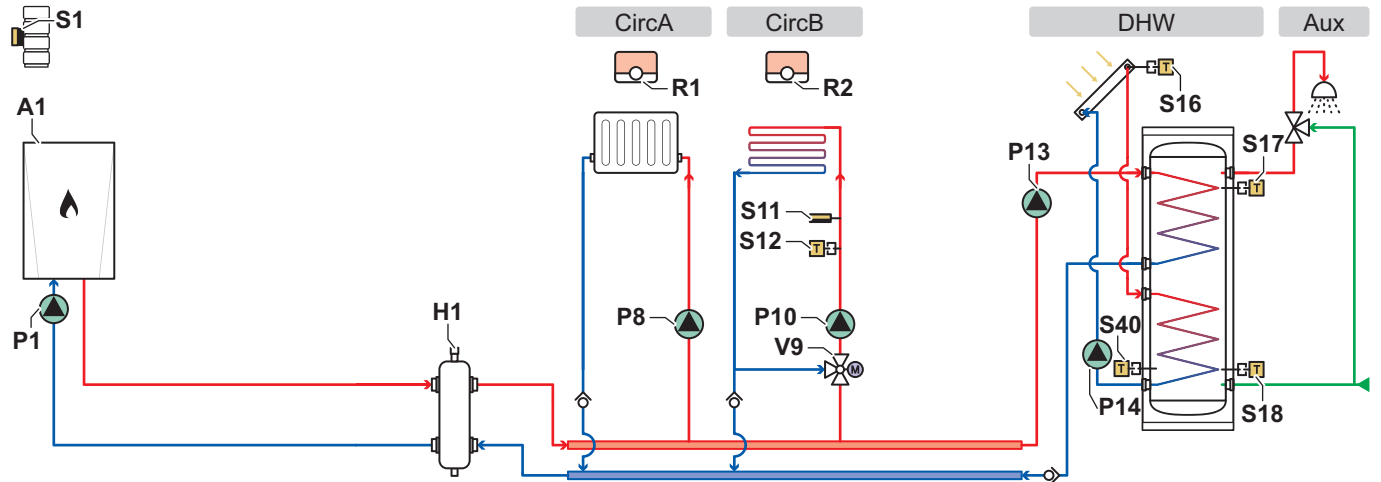 S1
CircA
CircB
DHW
Aux
R1
R2
T
S16
A1
S17
T
P13
S11
S12
T
H1
P8
P10
P1
V9
M
S40
T
T
P14
S18